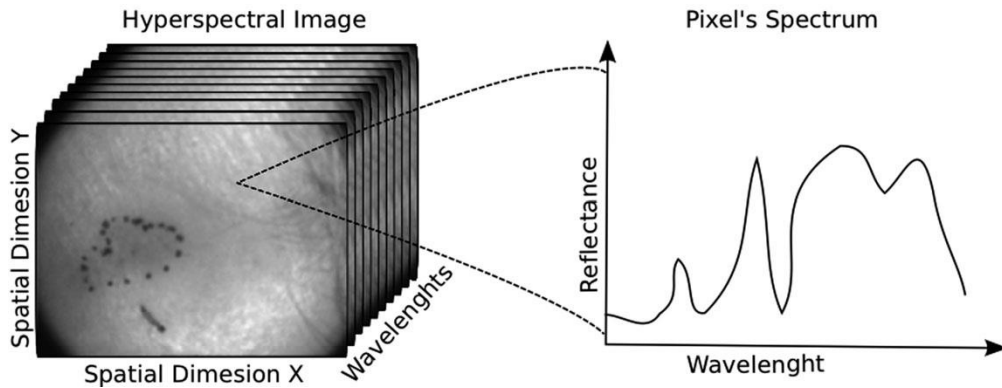 Hyperspectral Image
Spatial Dimesion Y
Spatial Dimesion X
Wavelenghts
Pixel's Spectrum
Reflectance
Wavelenght